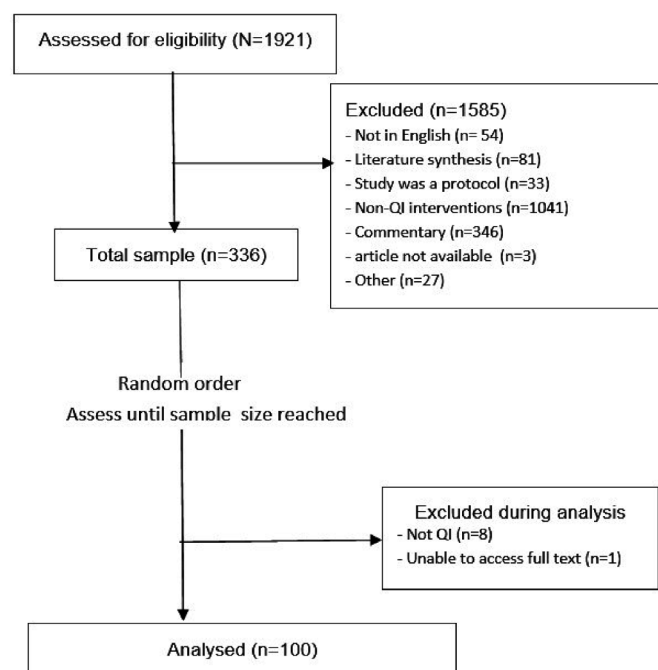 Assessed for eligibility (N=1921)
Excluded (n=1585)
- Not in English (n= 54)
- Literature synthesis (n=81)
- Study was a protocol (n=33)
- Non-QI interventions (n=1041)
- Commentary (n=346)
- article not available (n=3)
- Other (n=27)
Total sample (n=336)
Random order
Assess until sample size reached
Excluded during analysis
- Not QI (n=8)
- Unable to access full text (n=1)
Analysed (n=100)